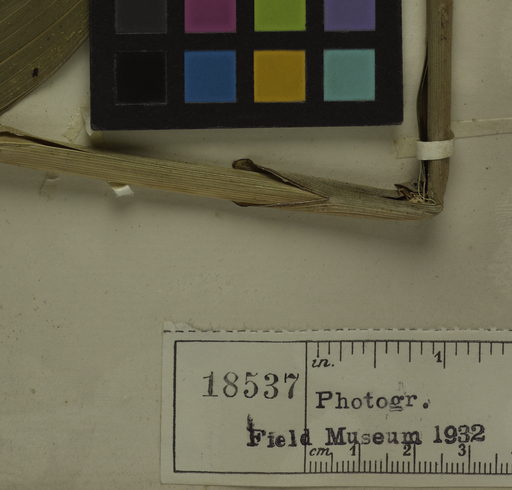 in. 1
18537
Photogr.
Field Museum 1932
cm 1 2 3